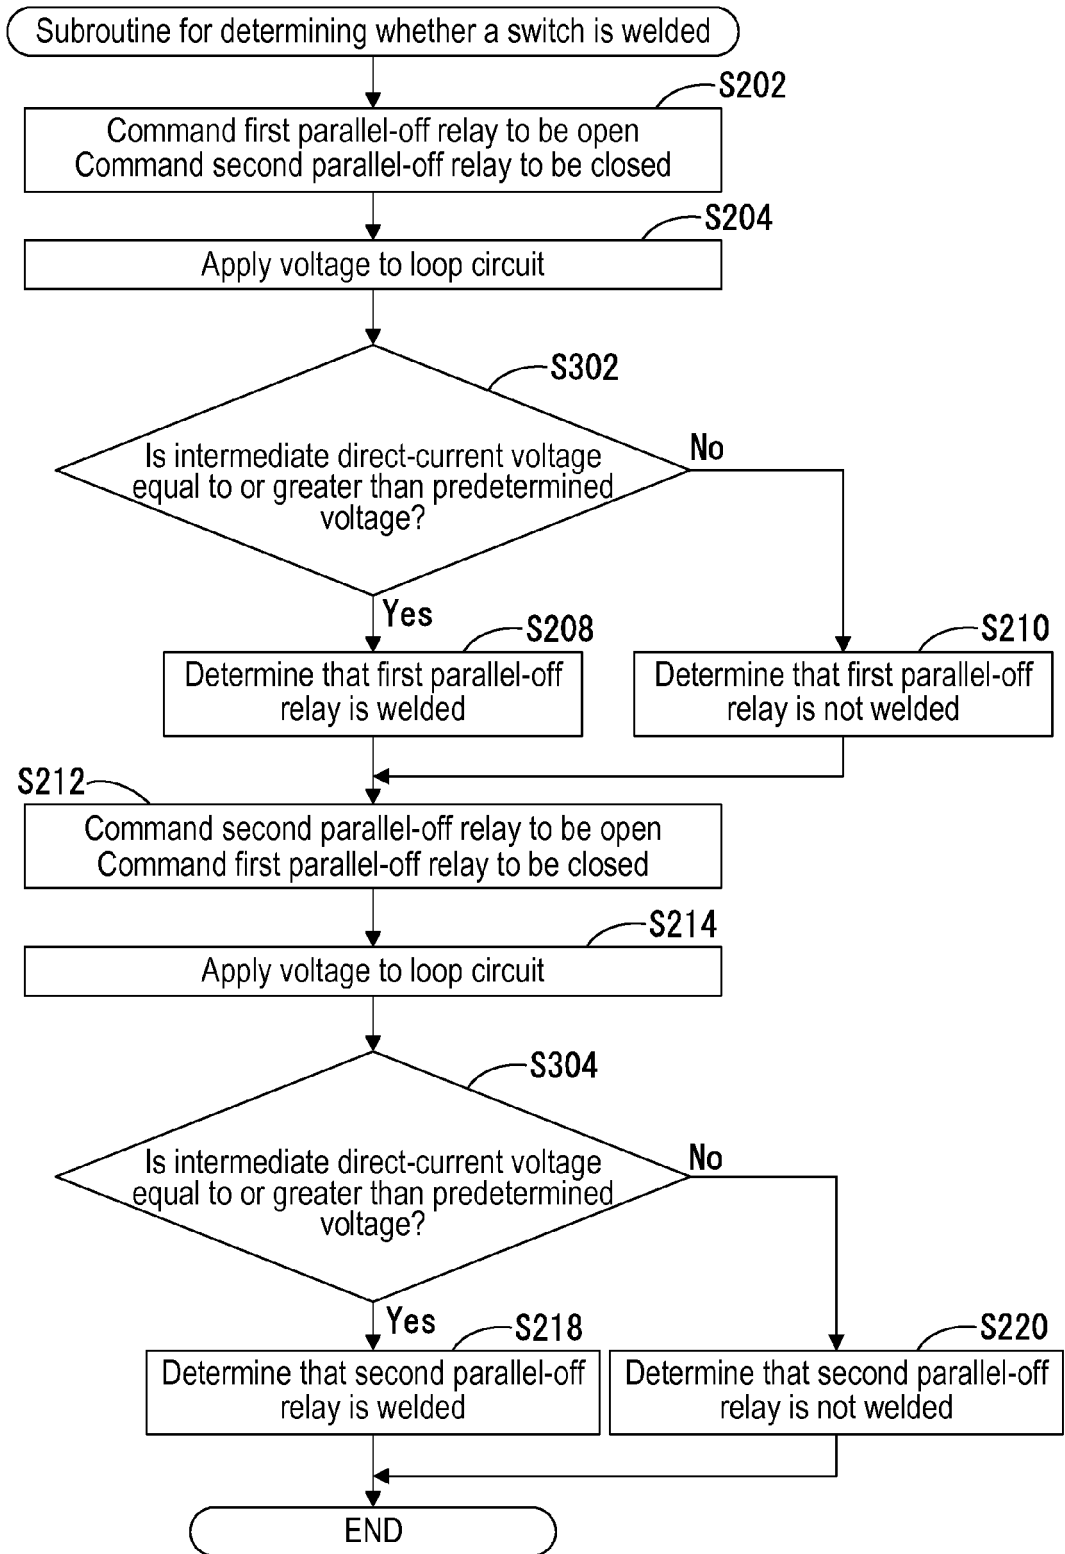 Subroutine for determining whether a switch is welded
S202
Command first parallel-off relay to be open
Command second parallel-off relay to be closed
S204
Apply voltage to loop circuit
S302
Is intermediate direct-current voltage
equal to or greater than predetermined
voltage?
No
Yes
S208
Determine that first parallel-off
relay is welded
S210
Determine that first parallel-off
relay is not welded
S212
Command second parallel-off relay to be open
Command first parallel-off relay to be closed
S214
Apply voltage to loop circuit
S304
Is intermediate direct-current voltage
equal to or greater than predetermined
voltage?
No
Yes
S218
Determine that second parallel-off
relay is welded
S220
Determine that second parallel-off
relay is not welded
END